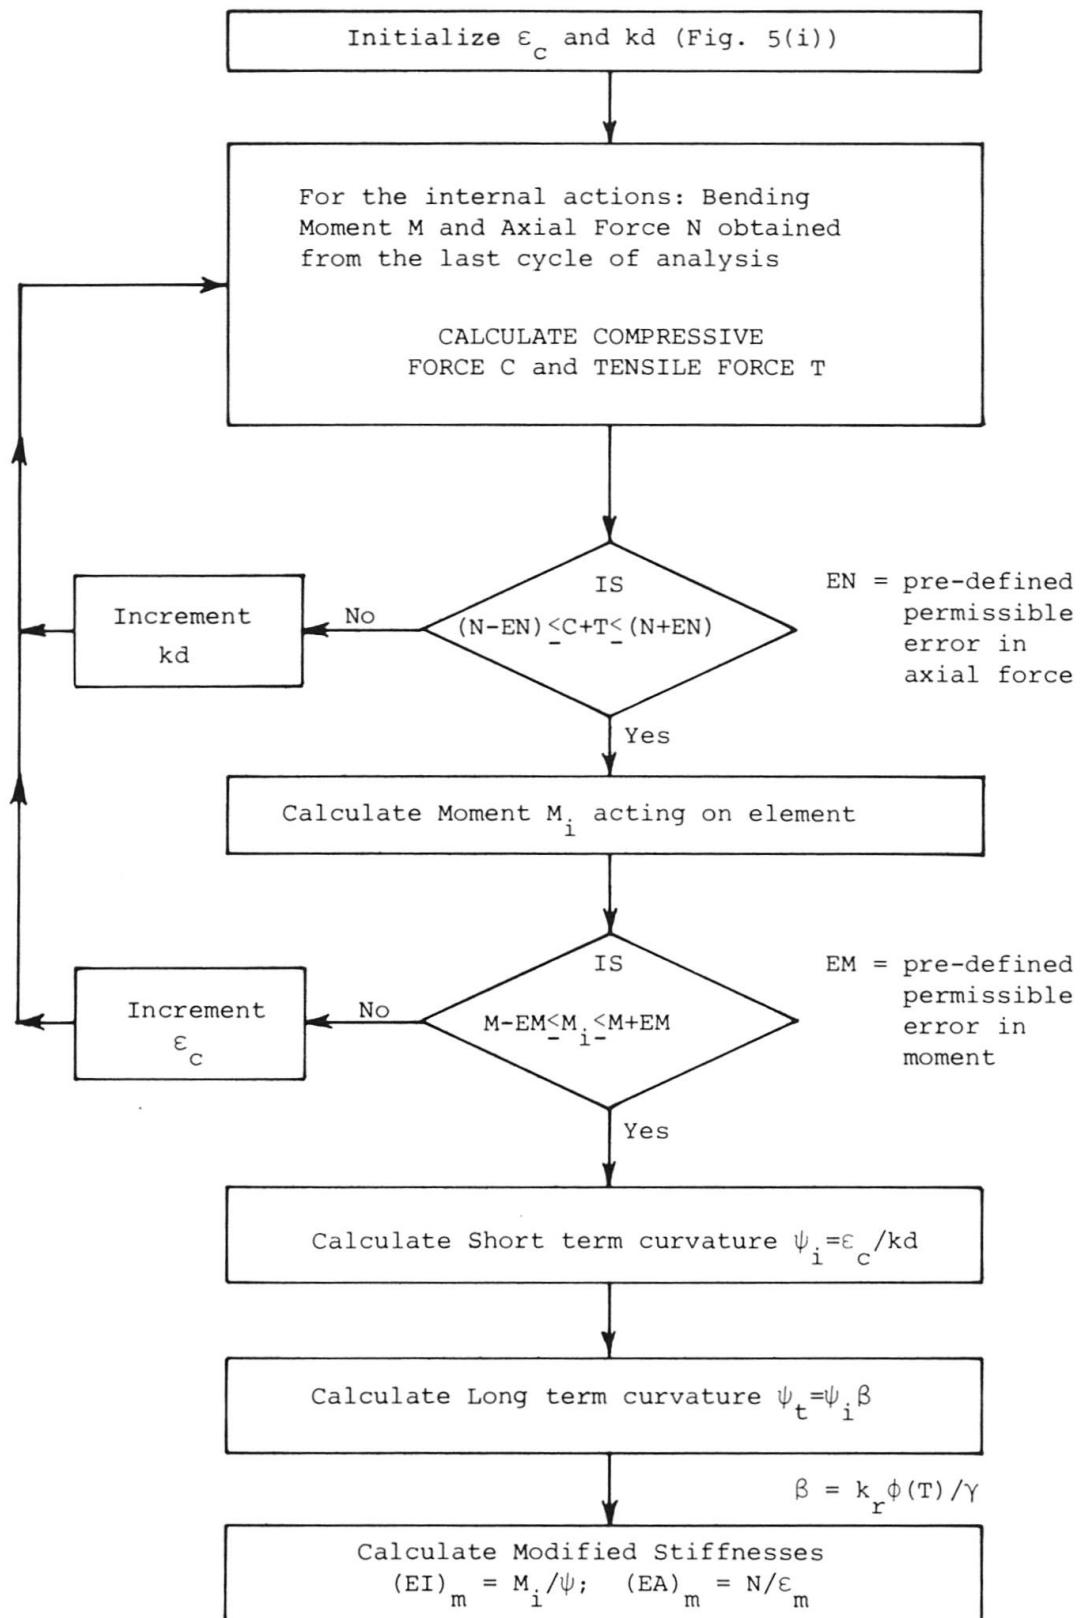 Initialize ε_c and kd (Fig. 5(i))
For the internal actions: Bending
Moment M and Axial Force N obtained
from the last cycle of analysis
CALCULATE COMPRESSIVE
FORCE C and TENSILE FORCE T
IS
(N-EN) ≤C+T≤ (N+EN)
No
Increment
kd
EN = pre-defined
permissible
error in
axial force
Yes
Calculate Moment M_i acting on element
IS
M-EM≤M_i≤M+EM
No
Increment
ε_c
EM = pre-defined
permissible
error in
moment
Yes
Calculate Short term curvature ψ_i=ε_c/kd
Calculate Long term curvature ψ_t=ψ_iβ
β = k_rϕ(T)/γ
Calculate Modified Stiffnesses
(EI)_m = M_i/ψ; (EA)_m = N/ε_m